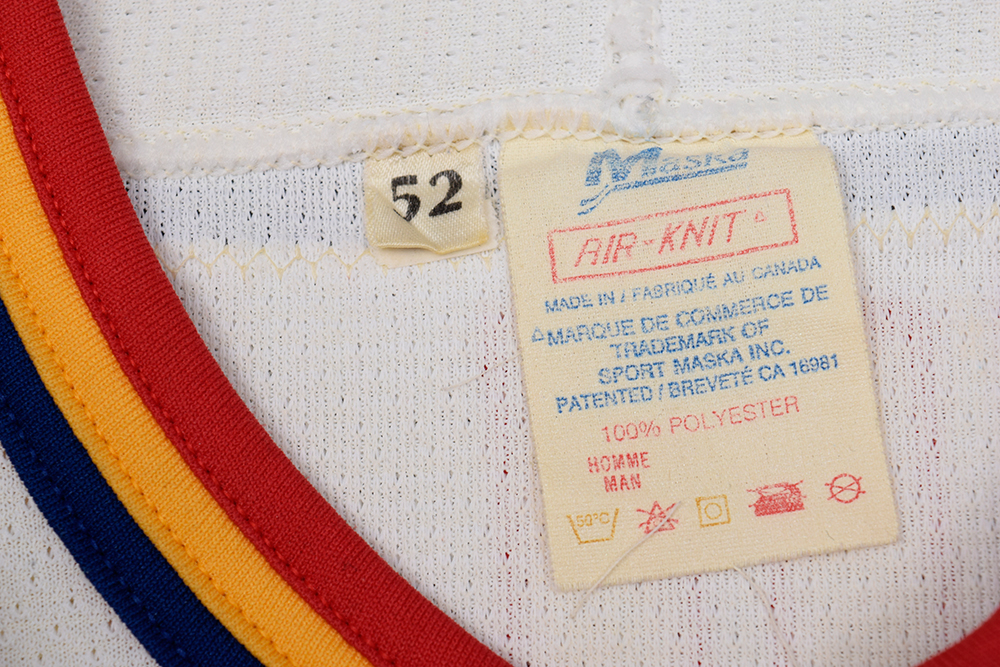 52
Maska
AIR-KNIT △
MADE IN / FABRIQUÉ AU CANADA
△MARQUE DE COMMERCE DE
TRADEMARK OF
SPORT MASKA INC.
PATENTED / BREVETÉ CA 16981
100% POLYESTER
HOMME
MAN
50°C